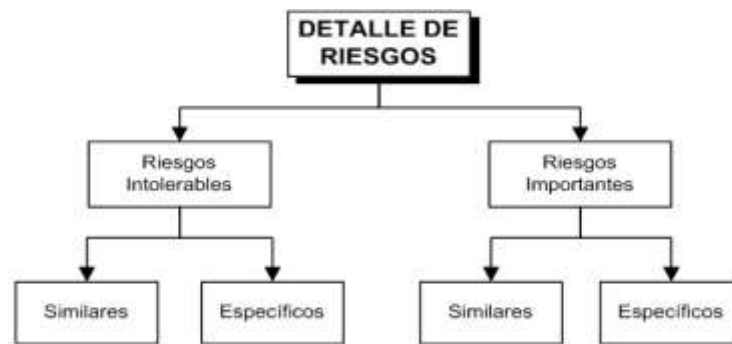 DETALLE DE
RIESGOS
Riesgos
Intolerables
Riesgos
Importantes
Similares
Específicos
Similares
Específicos